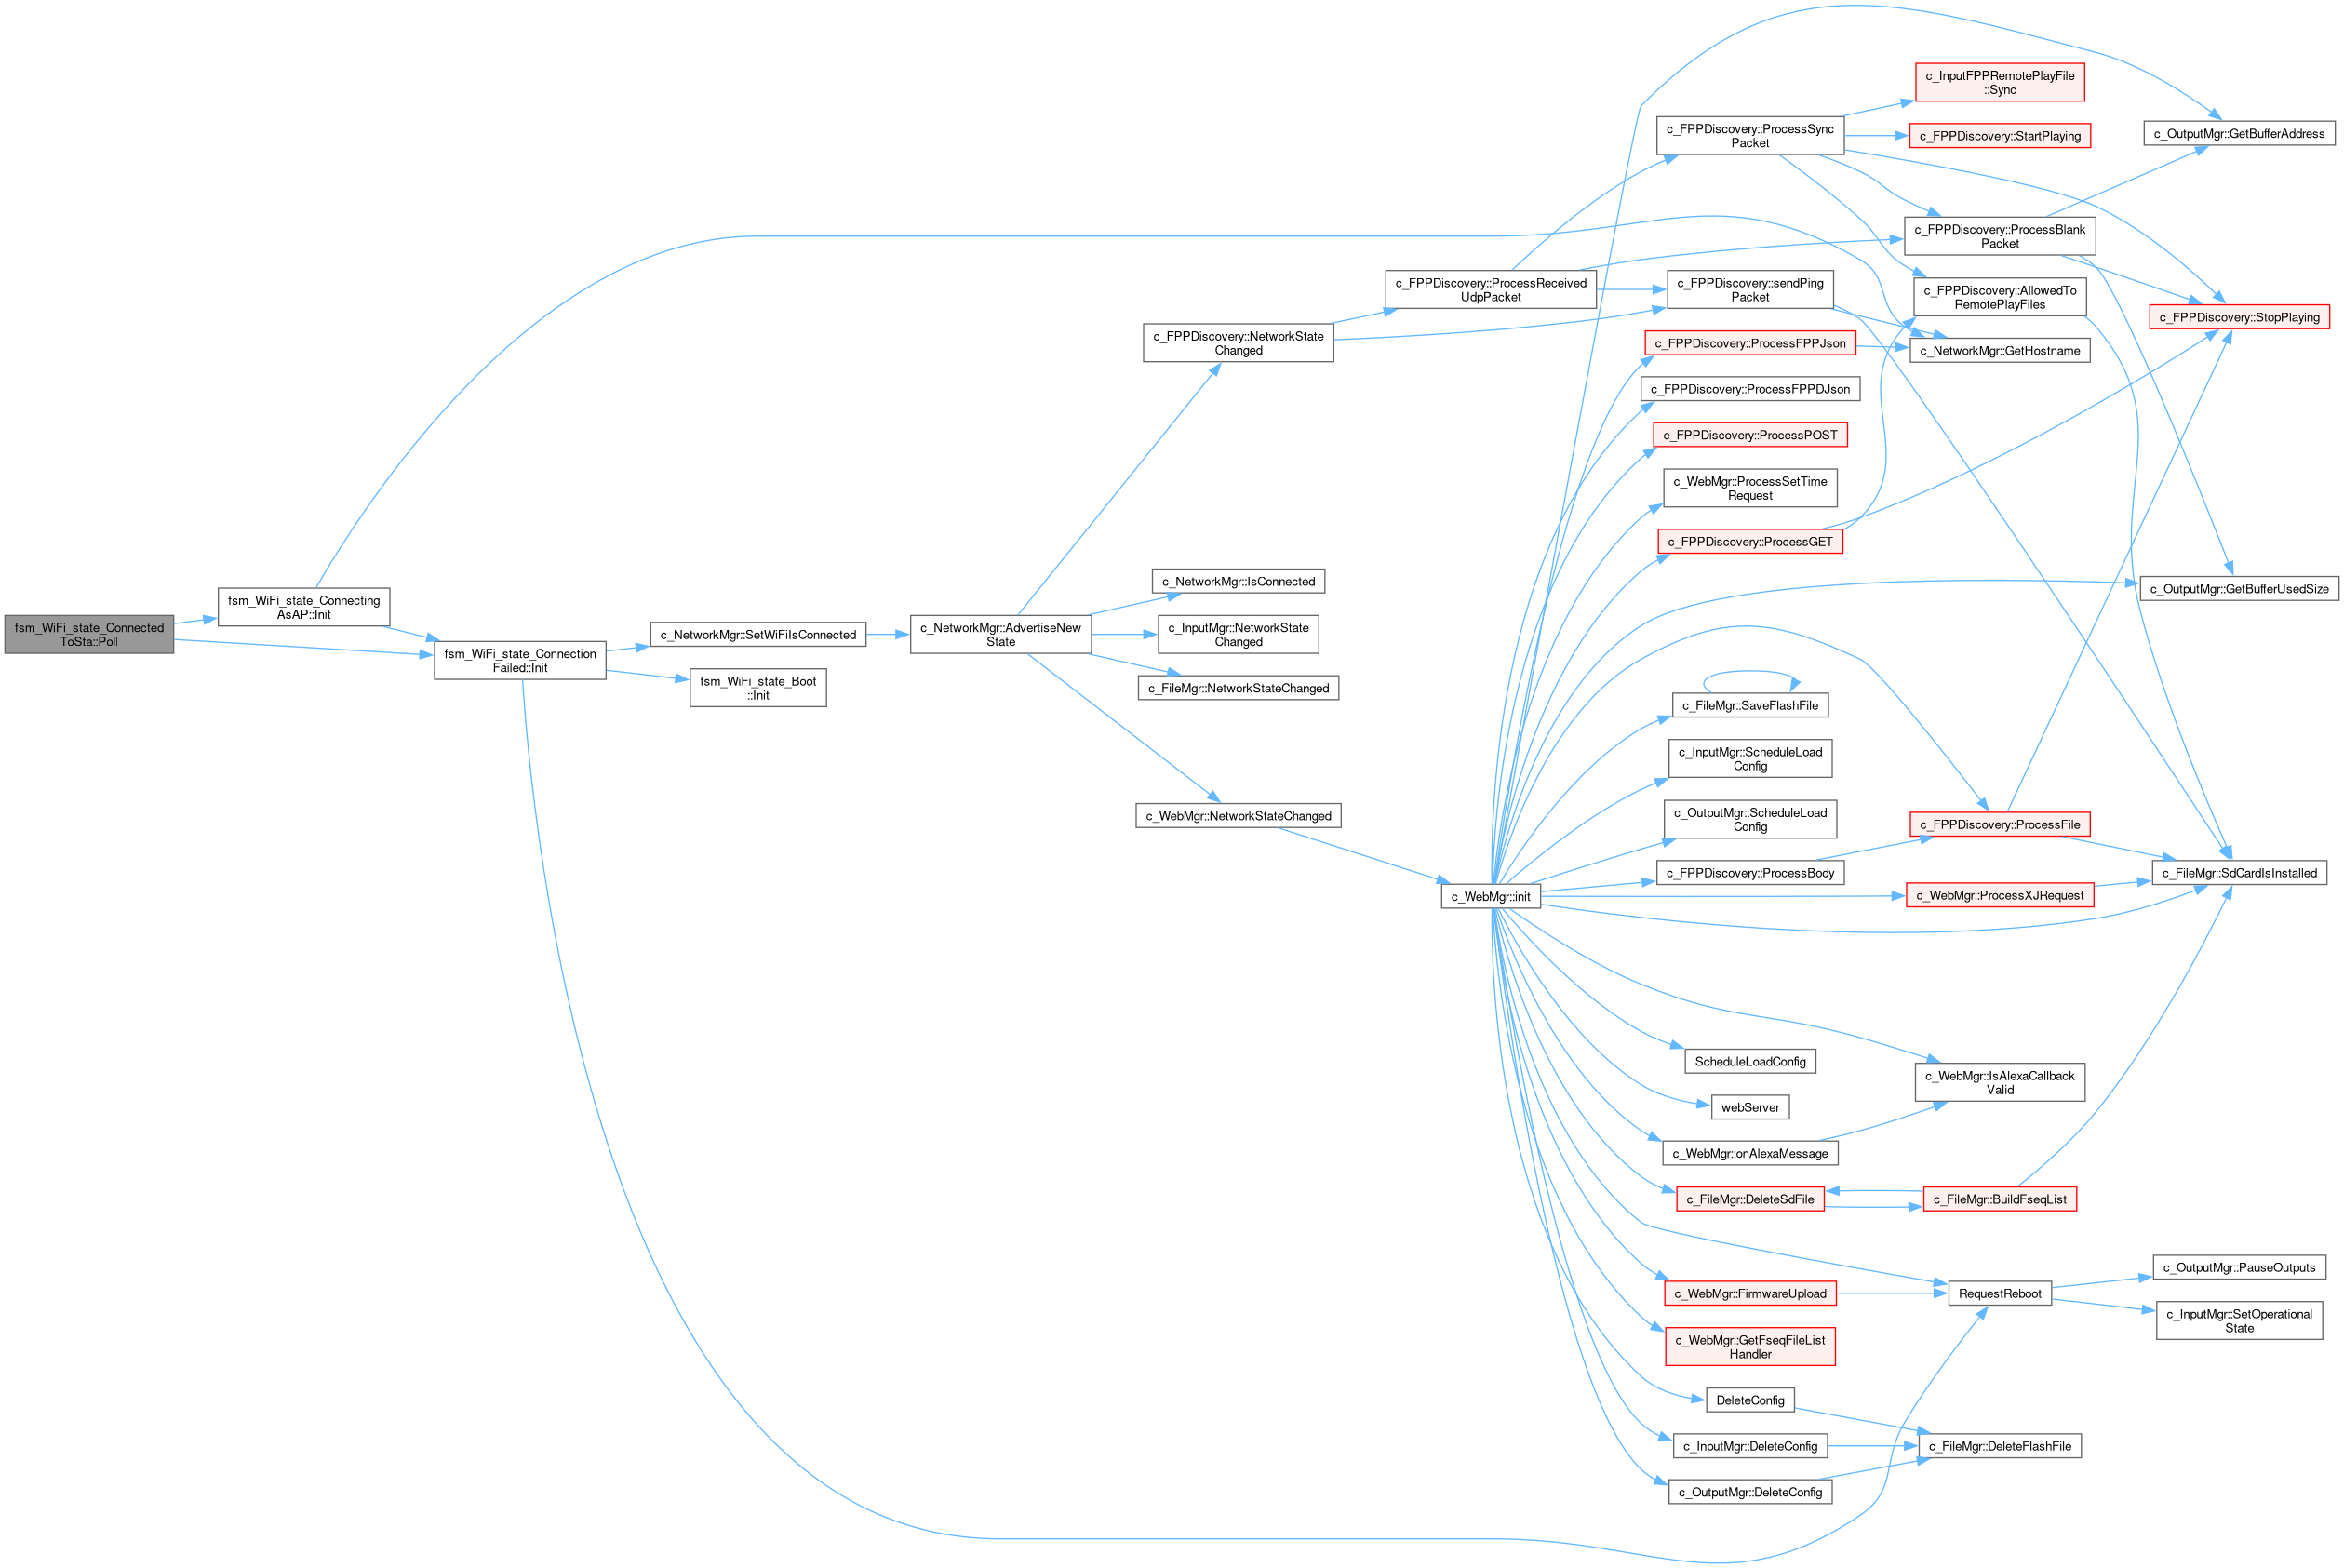 fsm_WiFi_state_Connected
ToSta::Poll
fsm_WiFi_state_Connecting
AsAP::Init
fsm_WiFi_state_Connection
Failed::Init
c_NetworkMgr::SetWiFiIsConnected
fsm_WiFi_state_Boot
::Init
c_NetworkMgr::AdvertiseNew
State
c_FPPDiscovery::NetworkState
Changed
c_NetworkMgr::IsConnected
c_InputMgr::NetworkState
Changed
c_FileMgr::NetworkStateChanged
c_WebMgr::NetworkStateChanged
c_FPPDiscovery::ProcessReceived
UdpPacket
c_WebMgr::init
c_FPPDiscovery::ProcessSync
Packet
c_FPPDiscovery::sendPing
Packet
c_FPPDiscovery::ProcessFPPJson
c_FPPDiscovery::ProcessFPPDJson
c_FPPDiscovery::ProcessPOST
c_WebMgr::ProcessSetTime
Request
c_FPPDiscovery::ProcessGET
c_FileMgr::SaveFlashFile
c_InputMgr::ScheduleLoad
Config
c_OutputMgr::ScheduleLoad
Config
c_FPPDiscovery::ProcessBody
ScheduleLoadConfig
webServer
c_WebMgr::onAlexaMessage
c_FileMgr::DeleteSdFile
c_WebMgr::FirmwareUpload
c_WebMgr::GetFseqFileList
Handler
DeleteConfig
c_InputMgr::DeleteConfig
c_OutputMgr::DeleteConfig
c_InputFPPRemotePlayFile
::Sync
c_FPPDiscovery::StartPlaying
c_FPPDiscovery::ProcessBlank
Packet
c_FPPDiscovery::AllowedTo
RemotePlayFiles
c_NetworkMgr::GetHostname
c_FPPDiscovery::ProcessFile
c_WebMgr::ProcessXJRequest
c_WebMgr::IsAlexaCallback
Valid
c_FileMgr::BuildFseqList
RequestReboot
c_FileMgr::DeleteFlashFile
c_OutputMgr::GetBufferAddress
c_FPPDiscovery::StopPlaying
c_OutputMgr::GetBufferUsedSize
c_FileMgr::SdCardIsInstalled
c_OutputMgr::PauseOutputs
c_InputMgr::SetOperational
State